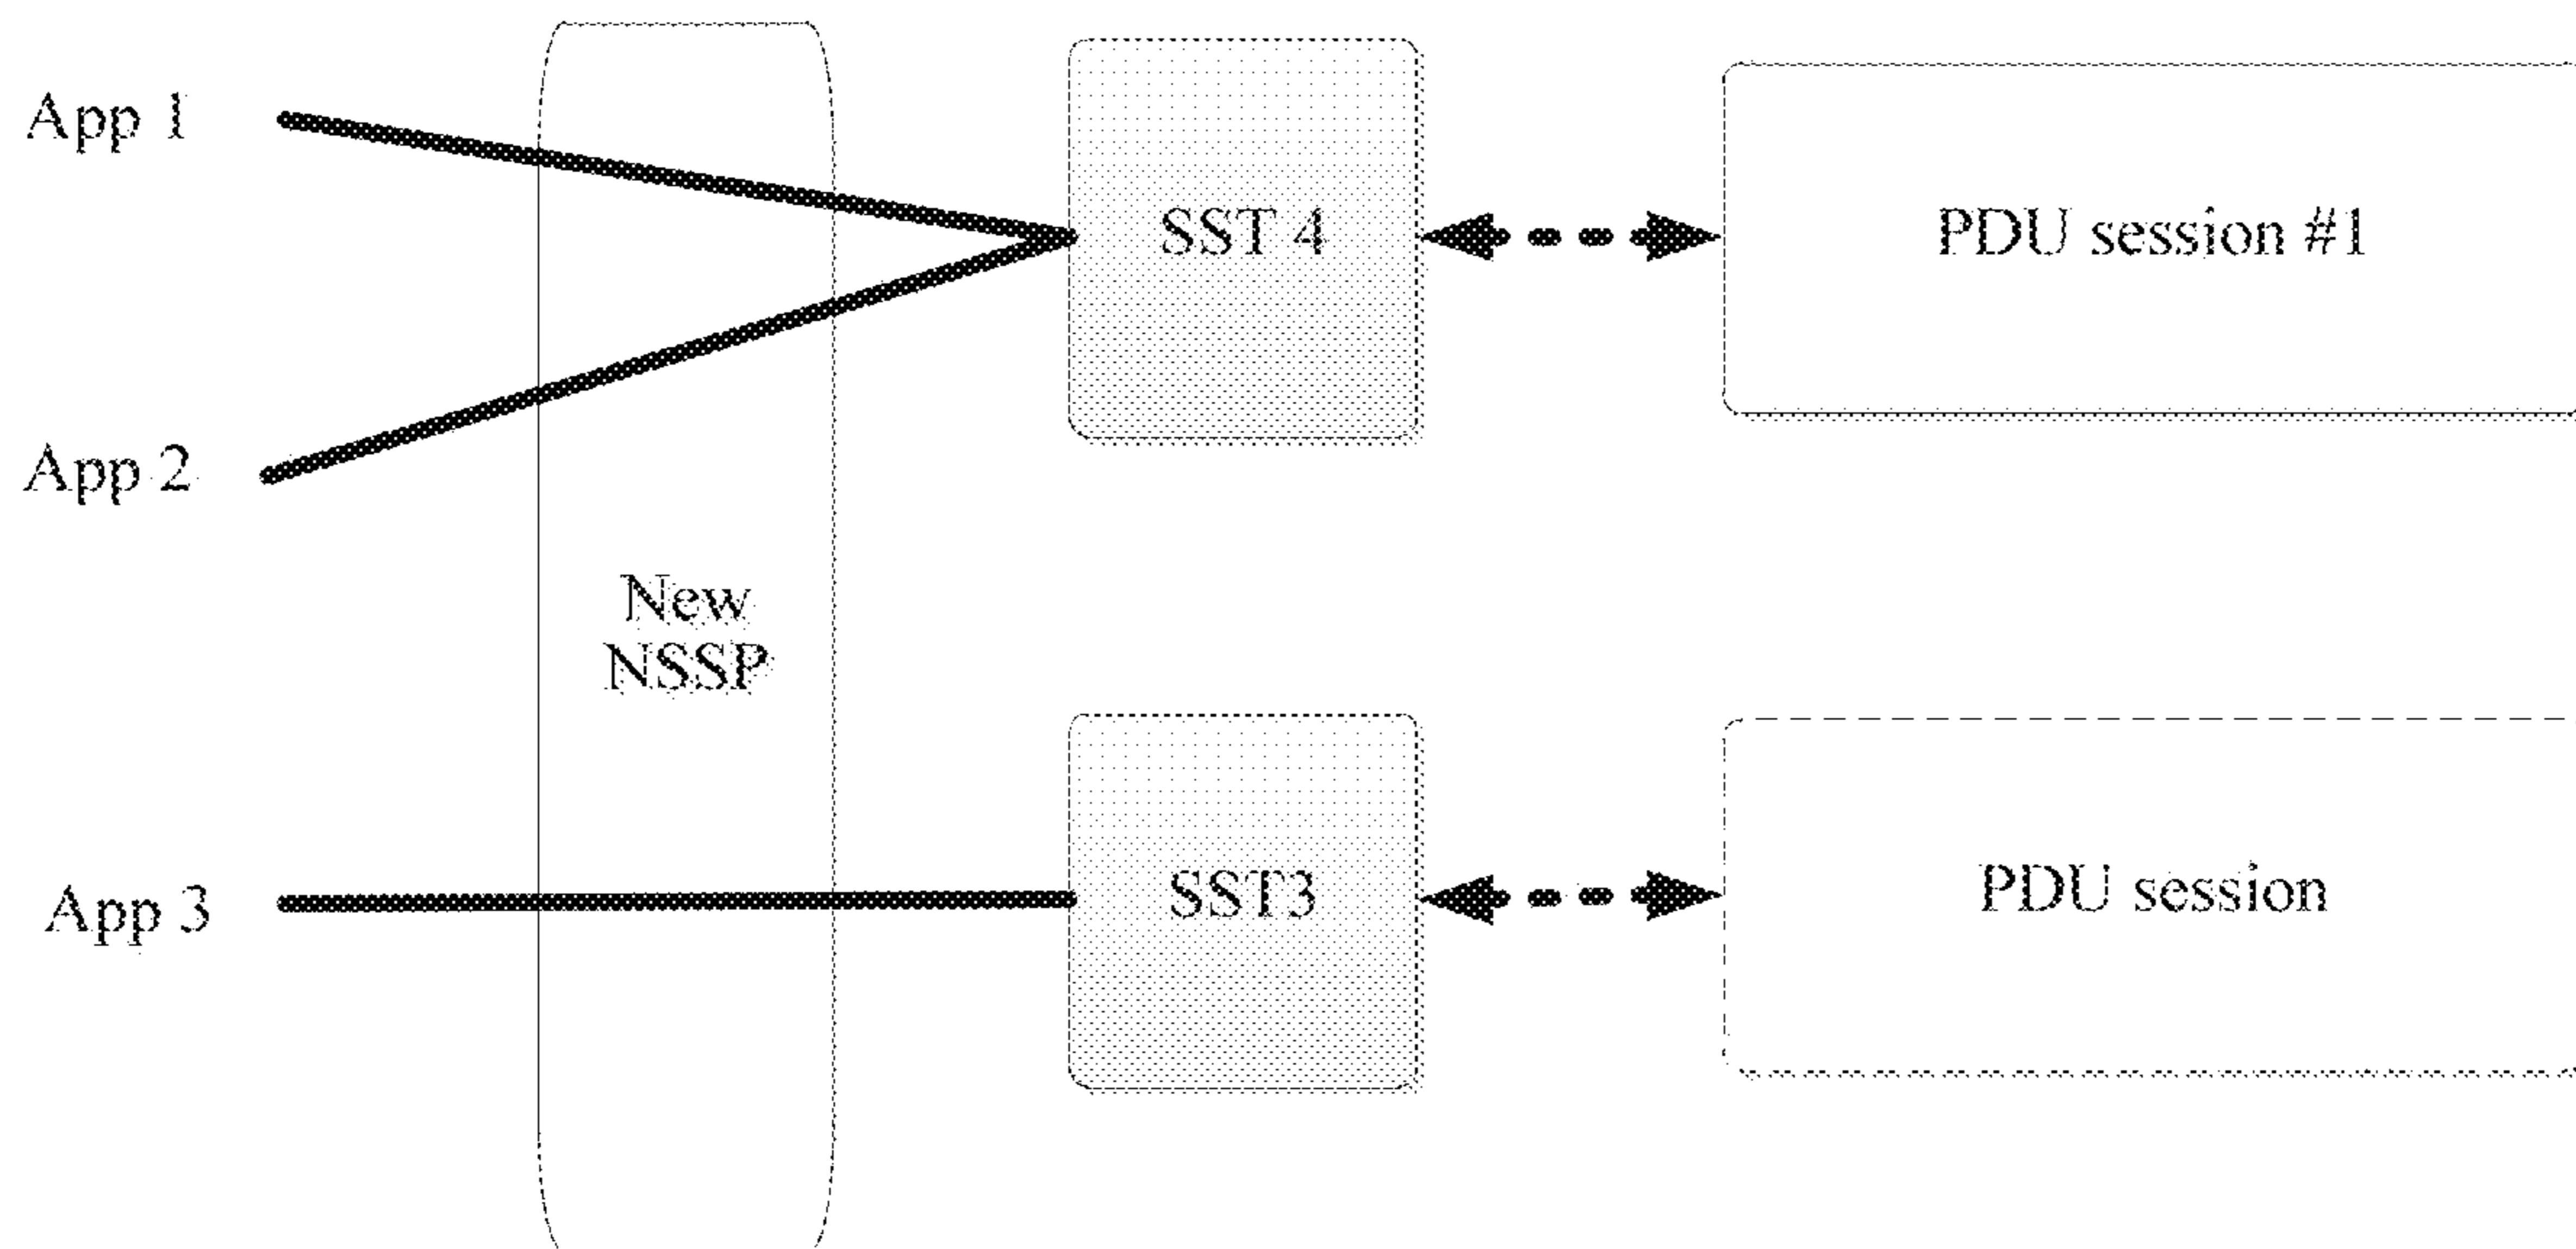 App 1
SST 4
PDU session #1
App 2
New
NSSP
App 3
SST3
PDU session